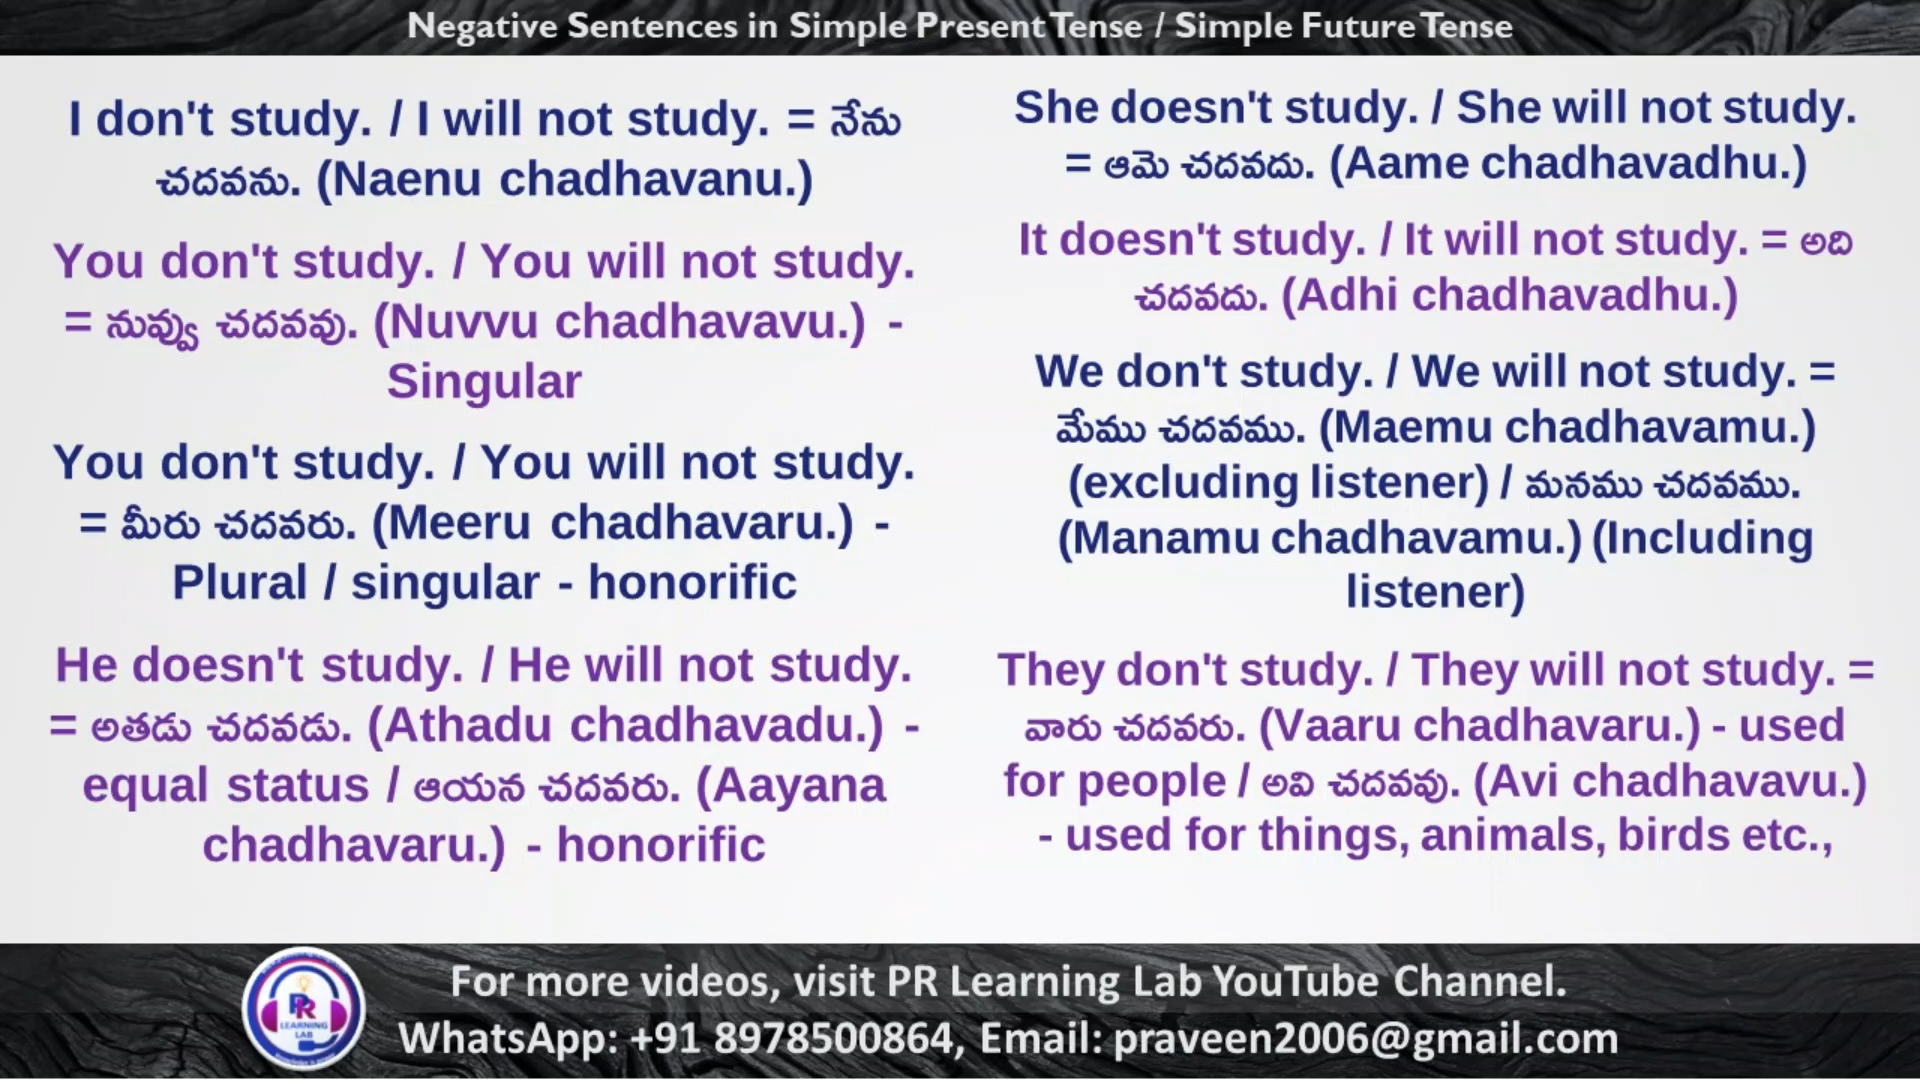 Negative Sentences in Simple Present Tense / Simple Future Tense
I don't study. / I will not study. = నేను
చదవను. (Naenu chadhavanu.)
You don't study. / You will not study.
= నువ్వు చదవవు. (Nuvvu chadhavavu.) -
Singular
You don't study. / You will not study.
= మీరు చదవరు. (Meeru chadhavaru.) -
Plural / singular - honorific
He doesn't study. / He will not study.
= అతడు చదవడు. (Athadu chadhavadu.) -
equal status / ఆయన చదవరు. (Aayana
chadhavaru.) - honorific
She doesn't study. / She will not study.
= ఆమె చదవదు. (Aame chadhavadhu.)
It doesn't study. / It will not study. = అది
చదవదు. (Adhi chadhavadhu.)
We don't study. / We will not study. =
మేము చదవము. (Maemu chadhavamu.)
(excluding listener) / మనము చదవము.
(Manamu chadhavamu.) (Including
listener)
They don't study. / They will not study. =
వారు చదవరు. (Vaaru chadhavaru.) - used
for people / అవి చదవవు. (Avi chadhavavu.)
- used for things, animals, birds etc.,
PR
LEARNING
LAB
For more videos, visit PR Learning Lab YouTube Channel.
WhatsApp: +91 8978500864, Email: praveen2006@gmail.com